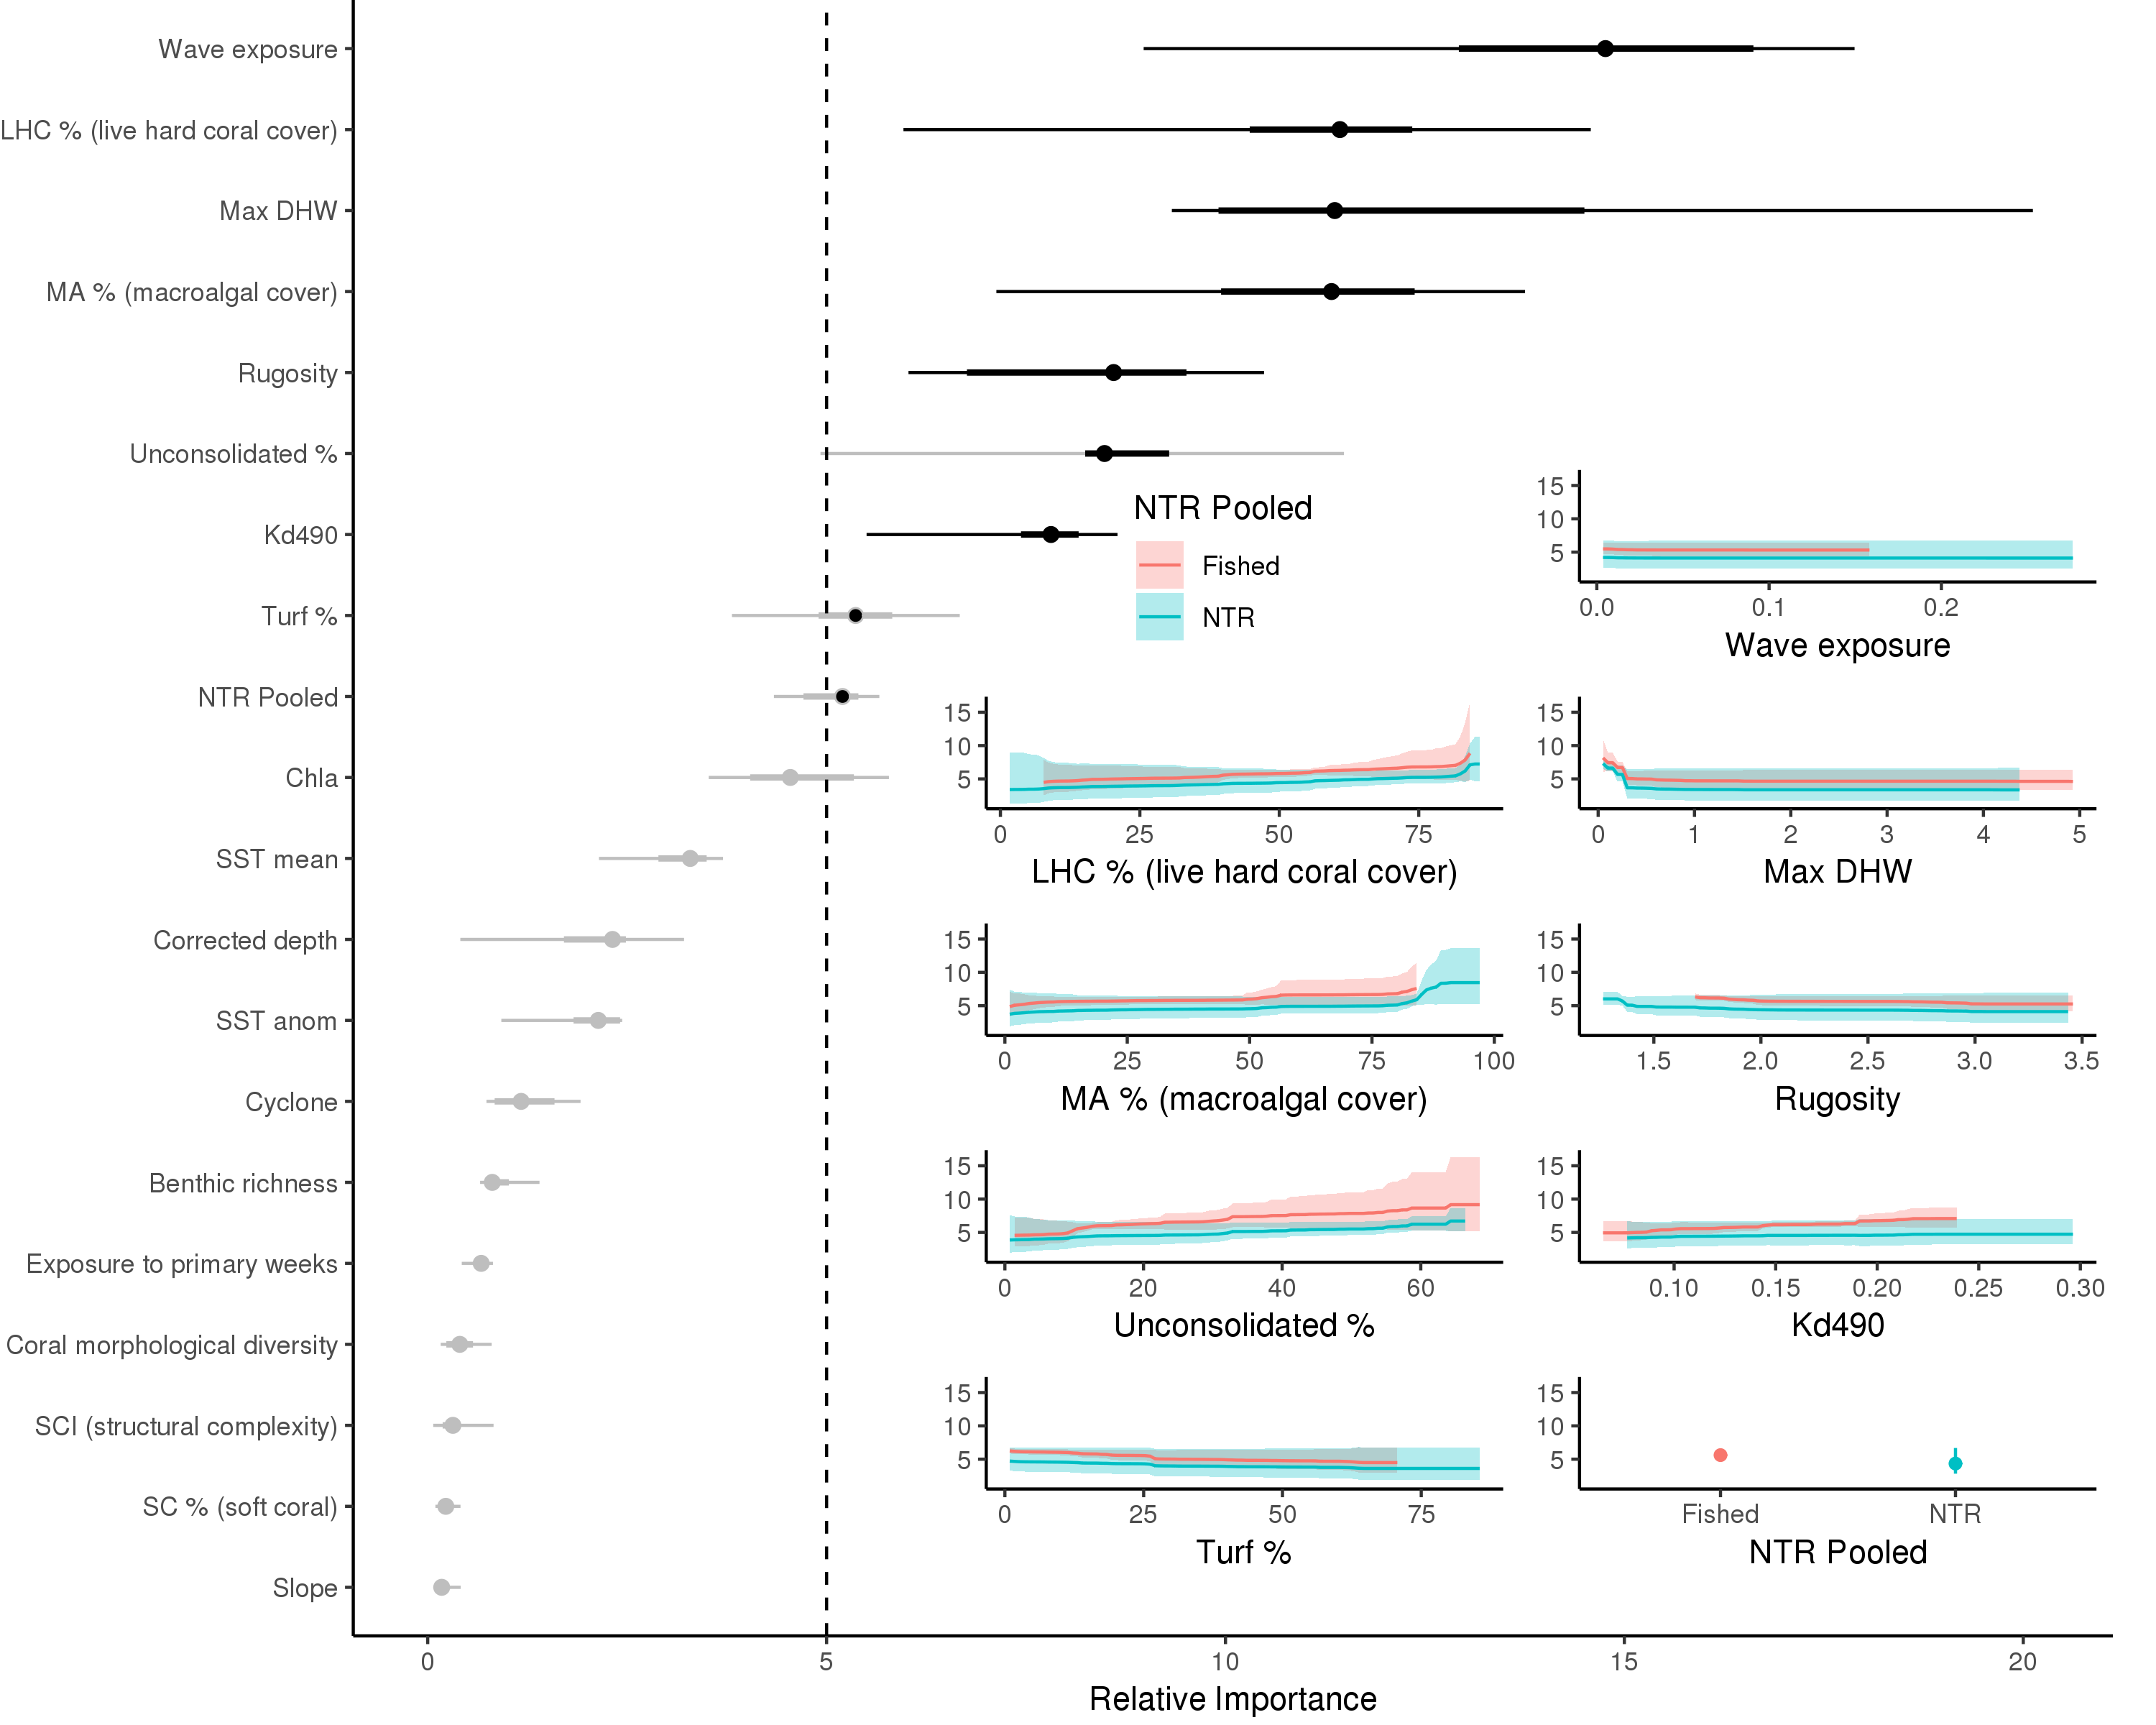 Wave exposure
LHC % (live hard coral cover)
Max DHW
MA % (macroalgal cover)
Rugosity
Unconsolidated %
Kd490
Turf %
NTR Pooled
Chla
SST mean
Corrected depth
SST anom
Cyclone
Benthic richness
Exposure to primary weeks
Coral morphological diversity
SCI (structural complexity)
SC % (soft coral)
Slope
0 5 10 15 20
Relative Importance
NTR Pooled
Fished
NTR
15
10
5
0.0 0.1 0.2
Wave exposure
15
10
5
0 25 50 75
LHC % (live hard coral cover)
15
10
5
0 1 2 3 4 5
Max DHW
15
10
5
0 25 50 75 100
MA % (macroalgal cover)
15
10
5
1.5 2.0 2.5 3.0 3.5
Rugosity
15
10
5
0 20 40 60
Unconsolidated %
15
10
5
0.10 0.15 0.20 0.25 0.30
Kd490
15
10
5
0 25 50 75
Turf %
15
10
5
Fished NTR
NTR Pooled